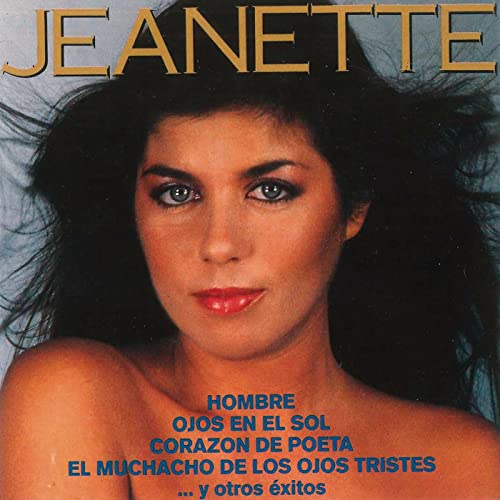 JEANETTE
HOMBRE
OJOS EN EL SOL
CORAZON DE POETA
EL MUCHACHO DE LOS OJOS TRISTES
... y otros éxitos